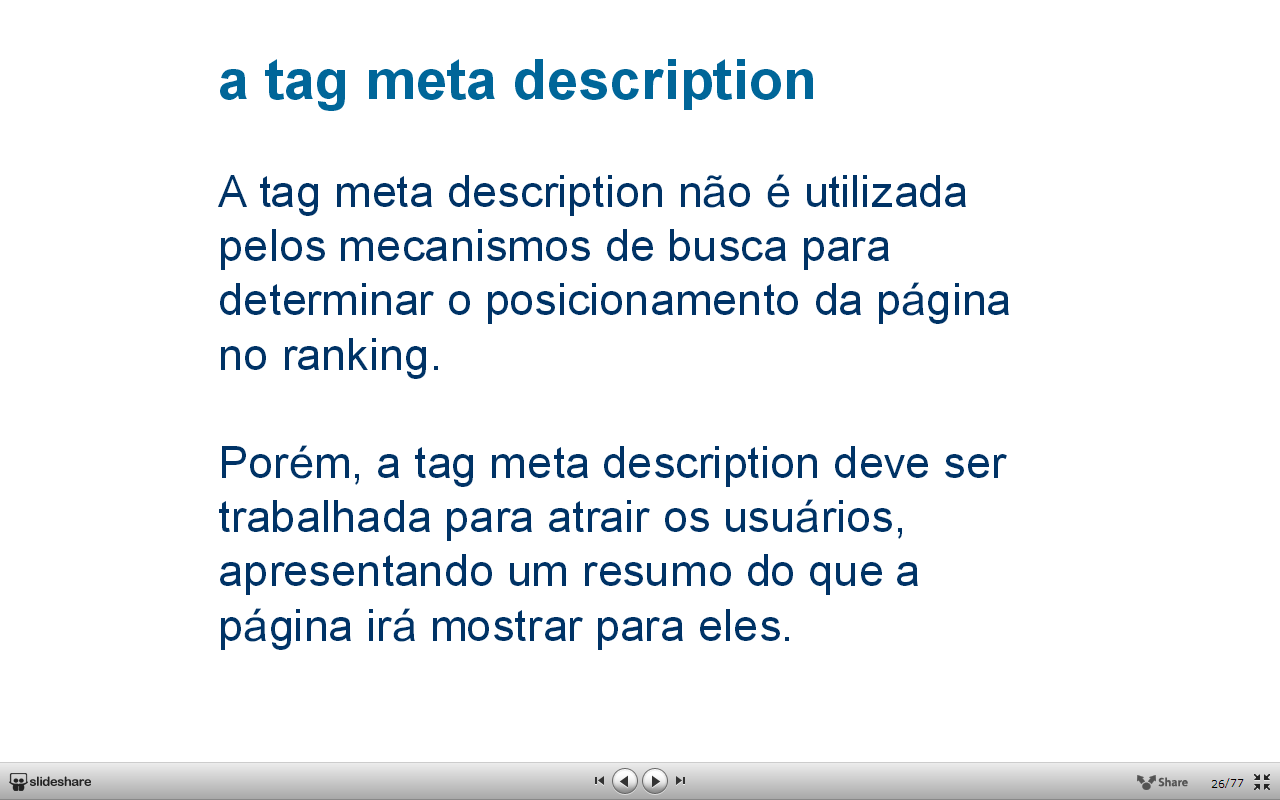 a tag meta description
A tag meta description não é utilizada
pelos mecanismos de busca para
determinar o posicionamento da página
no ranking.
Porém, a tag meta description deve ser
trabalhada para atrair os usuários,
apresentando um resumo do que a
página irá mostrar para eles.
slideshare
Share
26/77